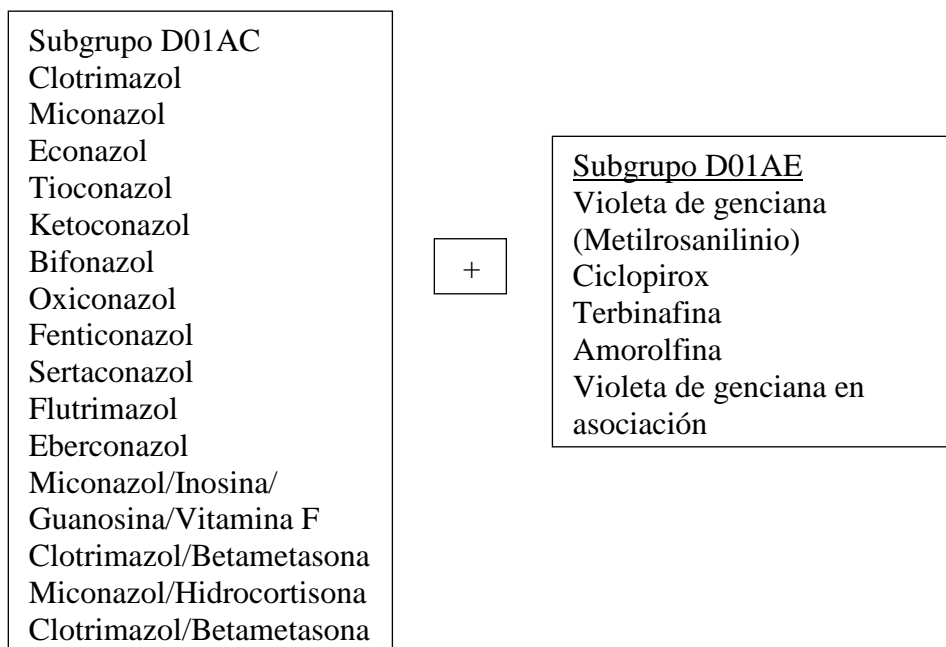 Subgrupo D01AC
Clotrimazol
Miconazol
Econazol
Tioconazol
Ketoconazol
Bifonazol
Oxiconazol
Fenticonazol
Sertaconazol
Flutrimazol
Eberconazol
Miconazol/Inosina/
Guanosina/Vitamina F
Clotrimazol/Betametasona
Miconazol/Hidrocortisona
Clotrimazol/Betametasona
+
Subgrupo D01AE
Violeta de genciana
(Metilrosanilinio)
Ciclopirox
Terbinafina
Amorolfina
Violeta de genciana en
asociación